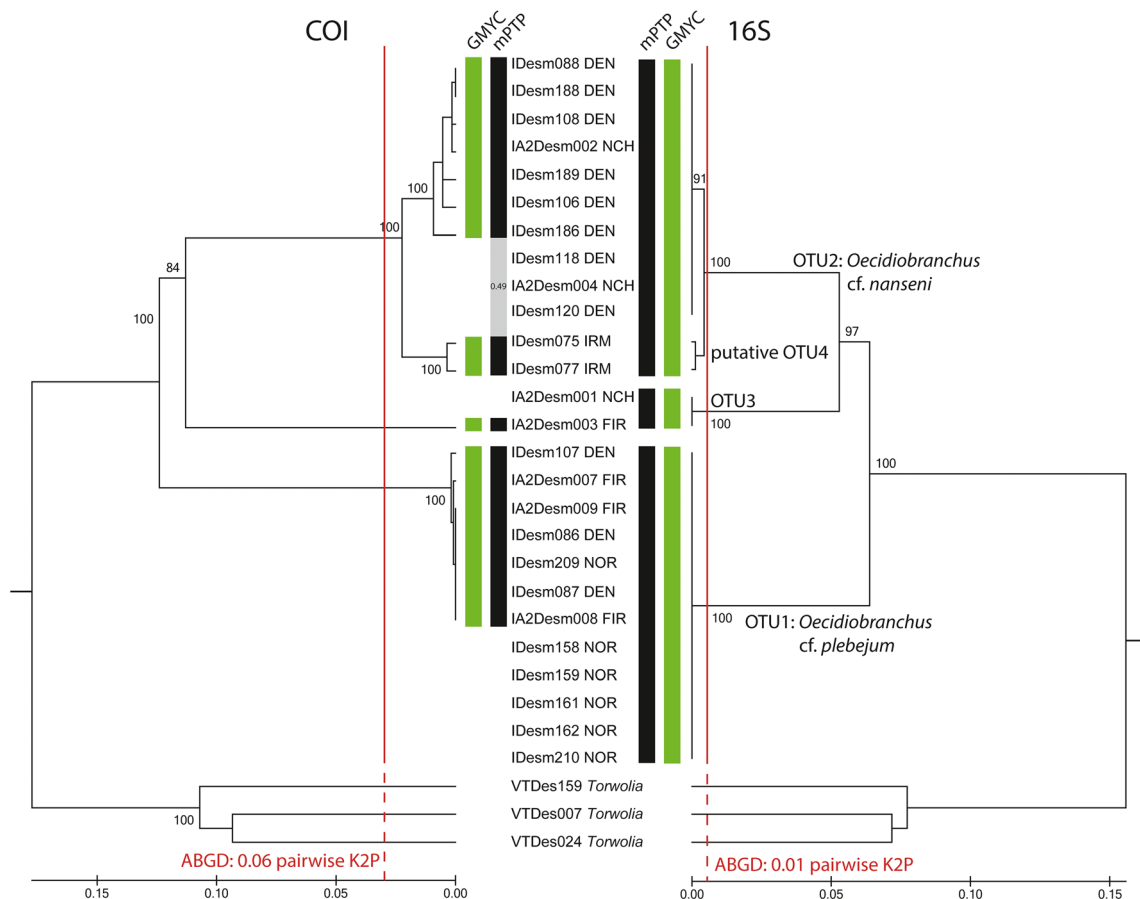 COI
GMYC
mPTP
mPTP
GMYC
16S
IDesm088 DEN
IDesm188 DEN
IDesm108 DEN
IA2Desm002 NCH
IDesm189 DEN
IDesm106 DEN
IDesm186 DEN
IDesm118 DEN
IA2Desm004 NCH
IDesm120 DEN
IDesm075 IRM
IDesm077 IRM
IA2Desm001 NCH
IA2Desm003 FIR
IDesm107 DEN
IA2Desm007 FIR
IA2Desm009 FIR
IDesm086 DEN
IDesm209 NOR
IDesm087 DEN
IA2Desm008 FIR
IDesm158 NOR
IDesm159 NOR
IDesm161 NOR
IDesm162 NOR
IDesm210 NOR
VTDes159 Torwolia
VTDes007 Torwolia
VTDes024 Torwolia
100
100
84
100
0.49
100
100
100
91
100
OTU2: Oecidiobranchus
cf. nanseni
97
putative OTU4
OTU3
100
100
100
OTU1: Oecidiobranchus
cf. plebejum
ABGD: 0.06 pairwise K2P
ABGD: 0.01 pairwise K2P
0.15
0.10
0.05
0.00
0.00
0.05
0.10
0.15